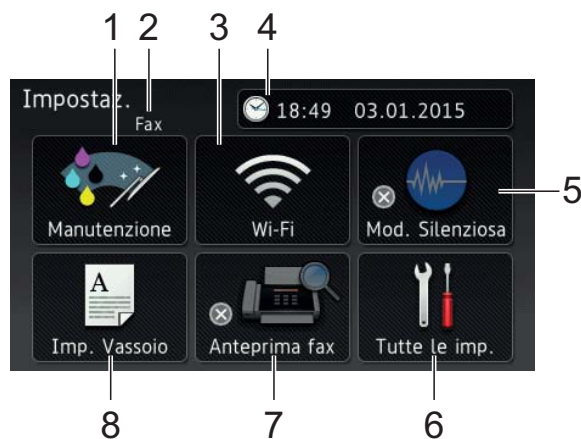 1 2 3 4
Impostaz.
Fax
18:49 03.01.2015
5
Manutenzione Wi-Fi Mod. Silenziosa
A
Imp. Vassoio Anteprima fax Tutte le imp.
8 7 6